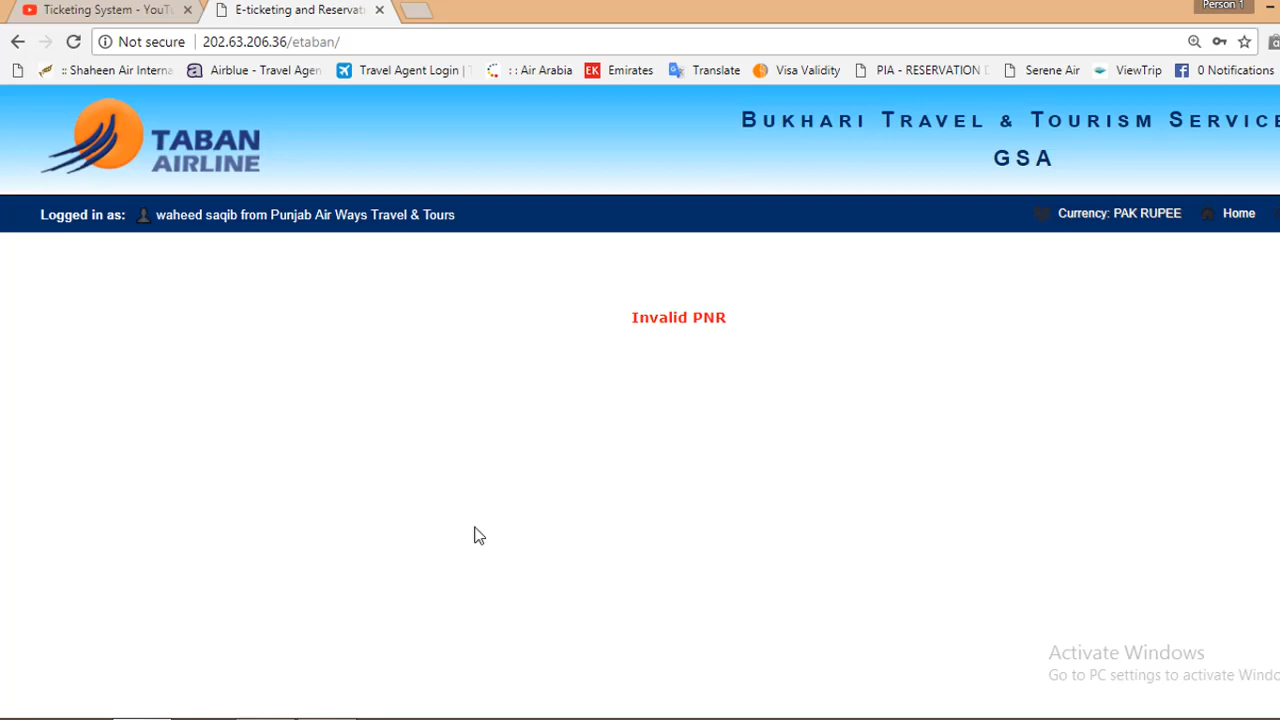 Person 1
Ticketing System - YouTu
E-ticketing and Reservat
Not secure
202.63.206.36/etaban/
:: Shaheen Air Interna
Airblue - Travel Agen
Travel Agent Login |
: : Air Arabia
EK Emirates
Translate
Visa Validity
PIA - RESERVATION
Serene Air
ViewTrip
0 Notifications
TABAN
AIRLINE
BUKHARI TRAVEL & TOURISM SERVICE
GSA
Logged in as: waheed saqib from Punjab Air Ways Travel & Tours
Currency: PAK RUPEE
Home
Invalid PNR
Activate Windows
Go to PC settings to activate Windo